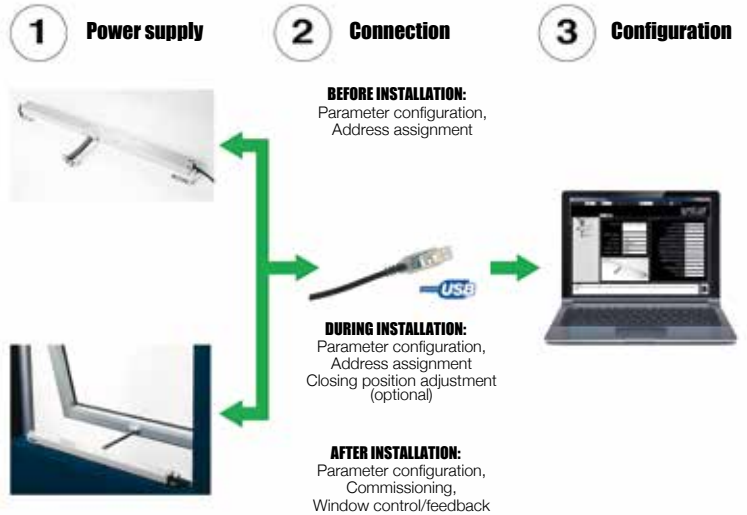 1 Power supply
2 Connection
3 Configuration
BEFORE INSTALLATION:
Parameter configuration,
Address assignment
USB
DURING INSTALLATION:
Parameter configuration,
Address assignment
Closing position adjustment
(optional)
AFTER INSTALLATION:
Parameter configuration,
Commissioning,
Window control/feedback